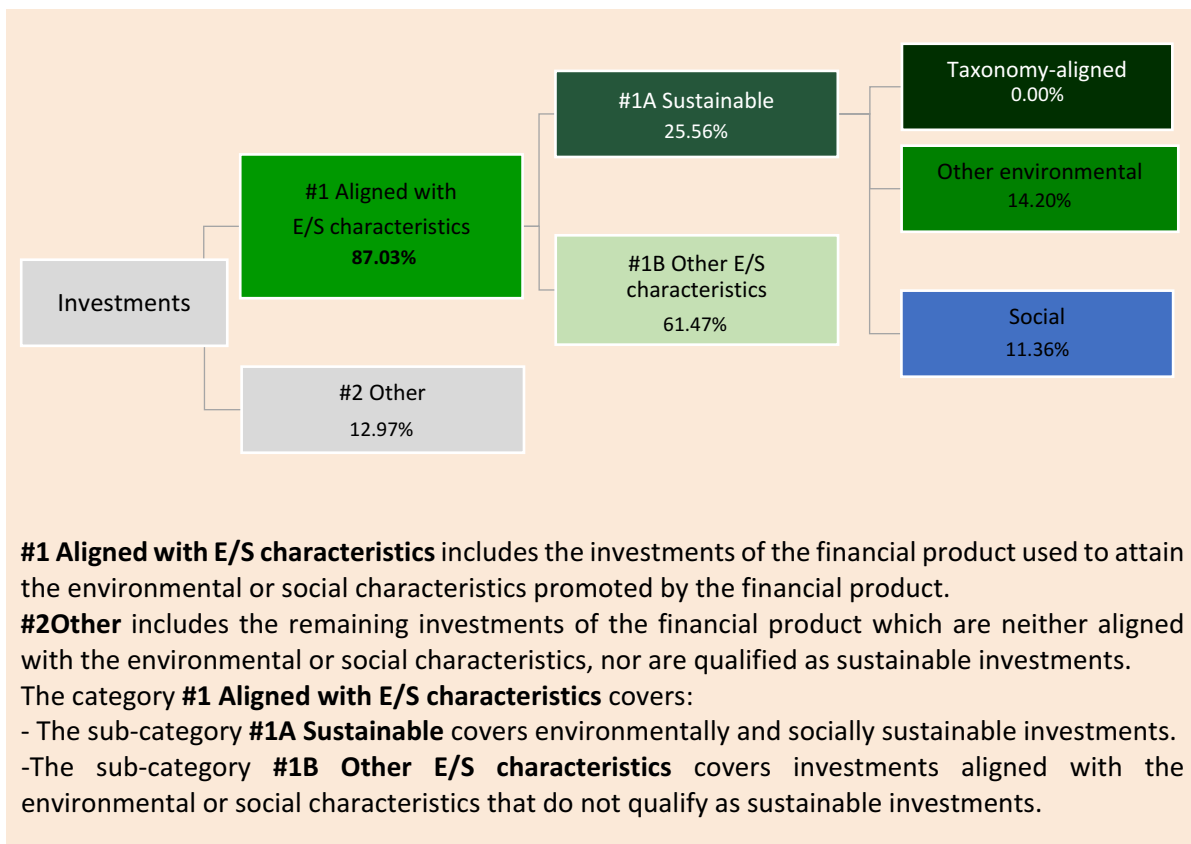 Taxonomy-aligned
0.00%
#1A Sustainable
25.56%
Other environmental
14.20%
#1 Aligned with
E/S characteristics
87.03%
#1B Other E/S
characteristics
61.47%
Investments
Social
11.36%
#2 Other
12.97%
#1 Aligned with E/S characteristics includes the investments of the financial product used to attain
the environmental or social characteristics promoted by the financial product.
#2Other includes the remaining investments of the financial product which are neither aligned
with the environmental or social characteristics, nor are qualified as sustainable investments.
The category #1 Aligned with E/S characteristics covers:
- The sub-category #1A Sustainable covers environmentally and socially sustainable investments.
-The sub-category #1B Other E/S characteristics covers investments aligned with the
environmental or social characteristics that do not qualify as sustainable investments.